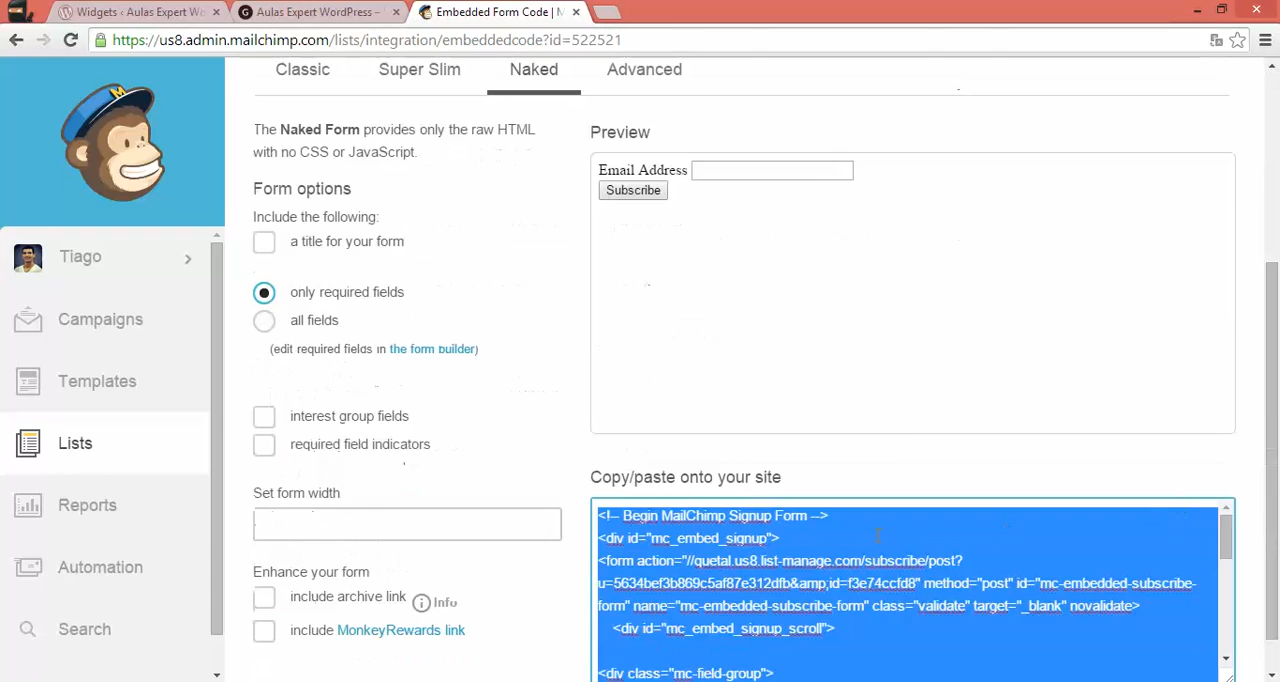 Widgets ‹ Aulas Expert Wo
Aulas Expert WordPress –
Embedded Form Code | M
https://us8.admin.mailchimp.com/lists/integration/embeddedcode?id=522521
Classic
Super Slim
Naked
Advanced
The Naked Form provides only the raw HTML
with no CSS or JavaScript.
Form options
Include the following:
a title for your form
only required fields
all fields
(edit required fields in the form builder)
interest group fields
required field indicators
Set form width
Enhance your form
include archive link Info
include MonkeyRewards link
Preview
Email Address
Subscribe
Copy/paste onto your site
<!-- Begin MailChimp Signup Form -->
<div id="mc_embed_signup">
<form action="//quetal.us8.list-manage.com/subscribe/post?
u=5634bef3b869c5af87e312dfb&amp;id=f3e74ccfd8" method="post" id="mc-embedded-subscribe-
form" name="mc-embedded-subscribe-form" class="validate" target="_blank" novalidate>
<div id="mc_embed_signup_scroll">
<div class="mc-field-group">
Tiago
Campaigns
Templates
Lists
Reports
Automation
Search